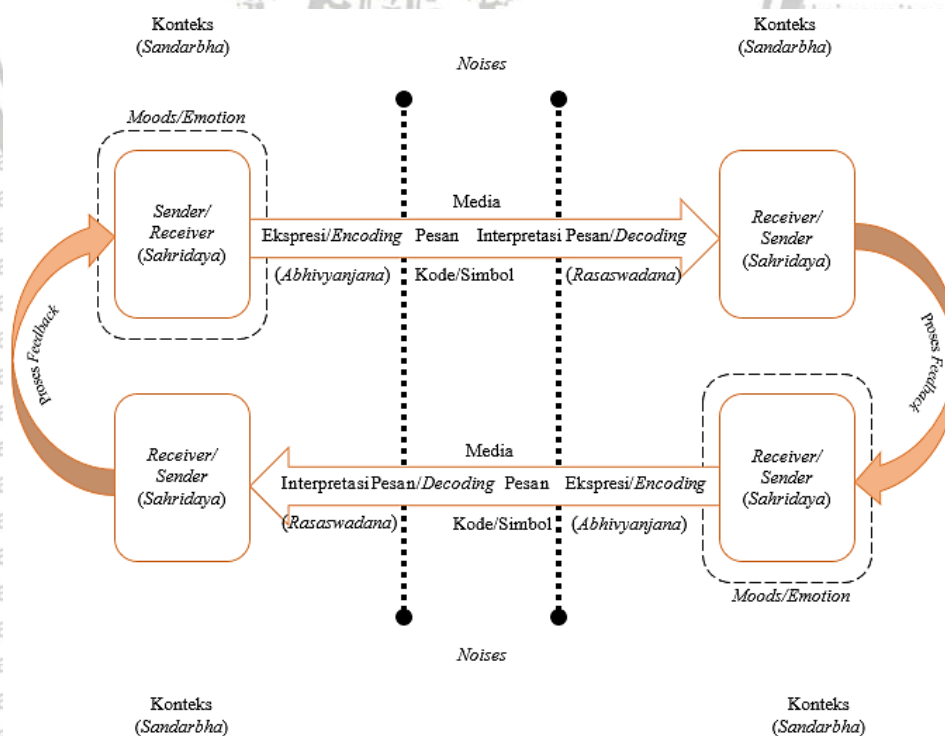 Konteks
(Sandarbha)
Konteks
(Sandarbha)
Noises
Moods/Emotion
Sender/
Receiver
(Sahridaya)
Media
Ekspresi/Encoding Pesan Interpretasi Pesan/Decoding
(Abhivyanjana) Kode/Simbol (Rasaswadana)
Receiver/
Sender
(Sahridaya)
Proses Feedback
Proses Feedback
Receiver/
Sender
(Sahridaya)
Media
Interpretasi Pesan/Decoding Pesan Ekspresi/Encoding
(Rasaswadana) Kode/Simbol (Abhivyanjana)
Receiver/
Sender
(Sahridaya)
Moods/Emotion
Noises
Konteks
(Sandarbha)
Konteks
(Sandarbha)